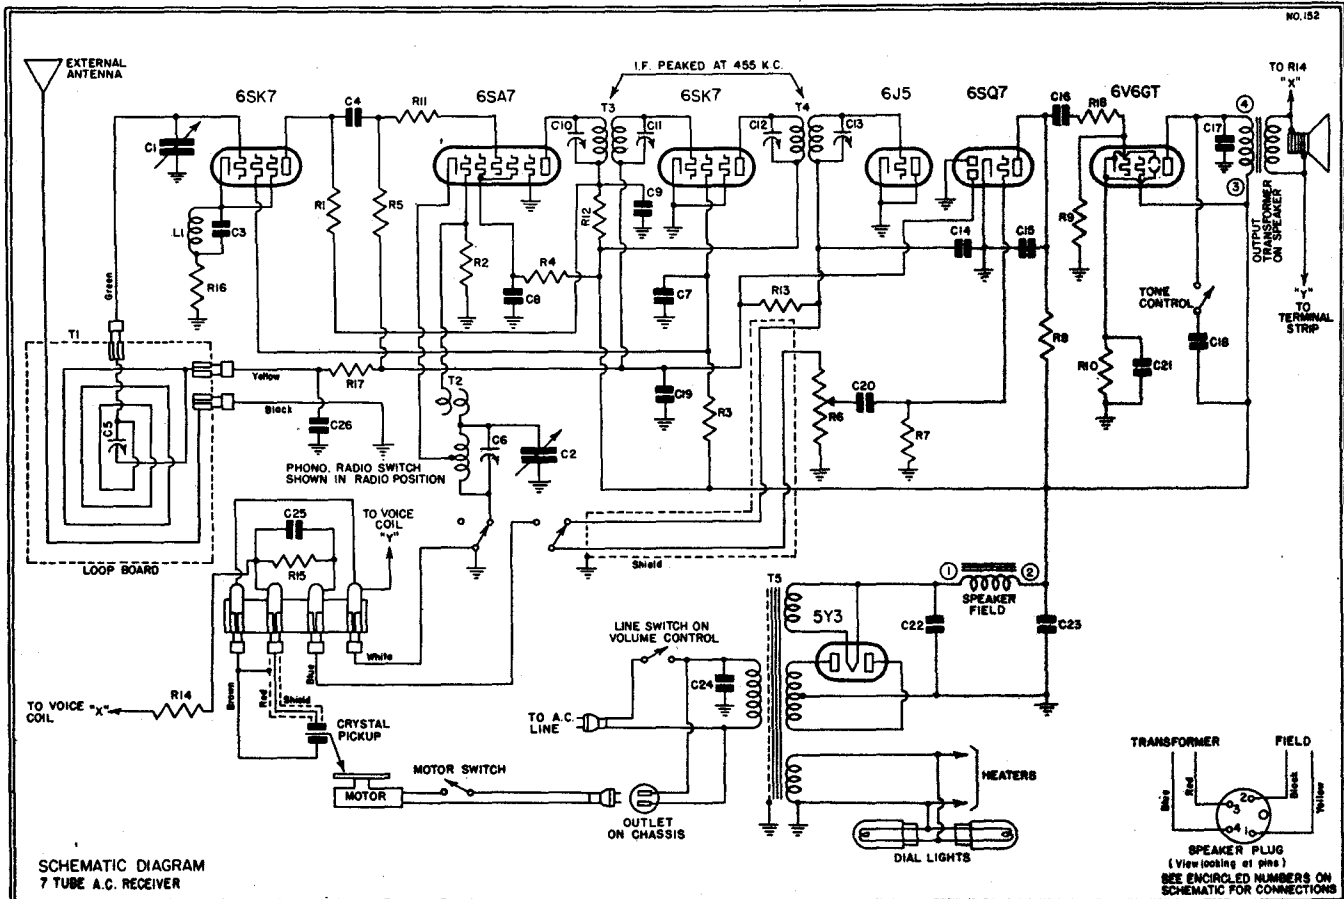 NO. 152
EXTERNAL
ANTENNA
I.F. PEAKED AT 455 K.C.
TO R14
"X"
6SK7
C4
R11
6SA7
T3
6SK7
T4
6J5
6SQ7
C16
R18
6V6GT
4
C1
C10
C11
C12
C13
C17
3
OUTPUT
TRANSFORMER
ON SPEAKER
L1
C3
R1
R5
R12
C9
R9
R16
R2
R4
C8
C7
C14
C15
R13
TONE
CONTROL
"Y"
TO
TERMINAL
STRIP
Green
T1
R8
C18
Yellow
R17
T2
C19
R3
R6
C20
R10
C21
Black
C26
R7
C5
C6
C2
PHONO. RADIO SWITCH
SHOWN IN RADIO POSITION
C25
TO VOICE
COIL
"Y"
R15
LOOP BOARD
Shield
T5
1
2
SPEAKER
FIELD
5Y3
C22
C23
LINE SWITCH ON
VOLUME CONTROL
White
Blue
Brown
Red
Shield
C24
R14
TO VOICE "X"
COIL
CRYSTAL
PICKUP
TO A.C.
LINE
MOTOR SWITCH
MOTOR
OUTLET
ON CHASSIS
HEATERS
DIAL LIGHTS
TRANSFORMER
FIELD
Blue
Red
Black
Yellow
2
3
4
1
SPEAKER PLUG
(View looking at pins)
SEE ENCIRCLED NUMBERS ON
SCHEMATIC FOR CONNECTIONS
SCHEMATIC DIAGRAM
7 TUBE A.C. RECEIVER